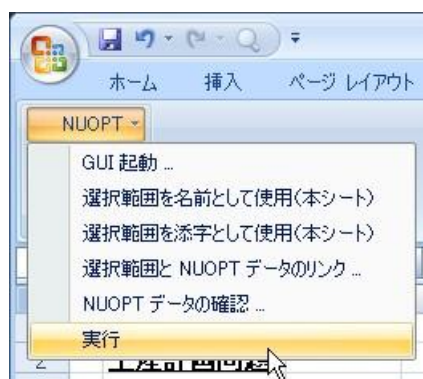 ホーム 挿入 ページ レイアウト
NUOPT
GUI 起動 ...
選択範囲を名前として使用(本シート)
選択範囲を添字として使用(本シート)
選択範囲と NUOPT データのリンク ...
NUOPT データの確認 ...
実行
2